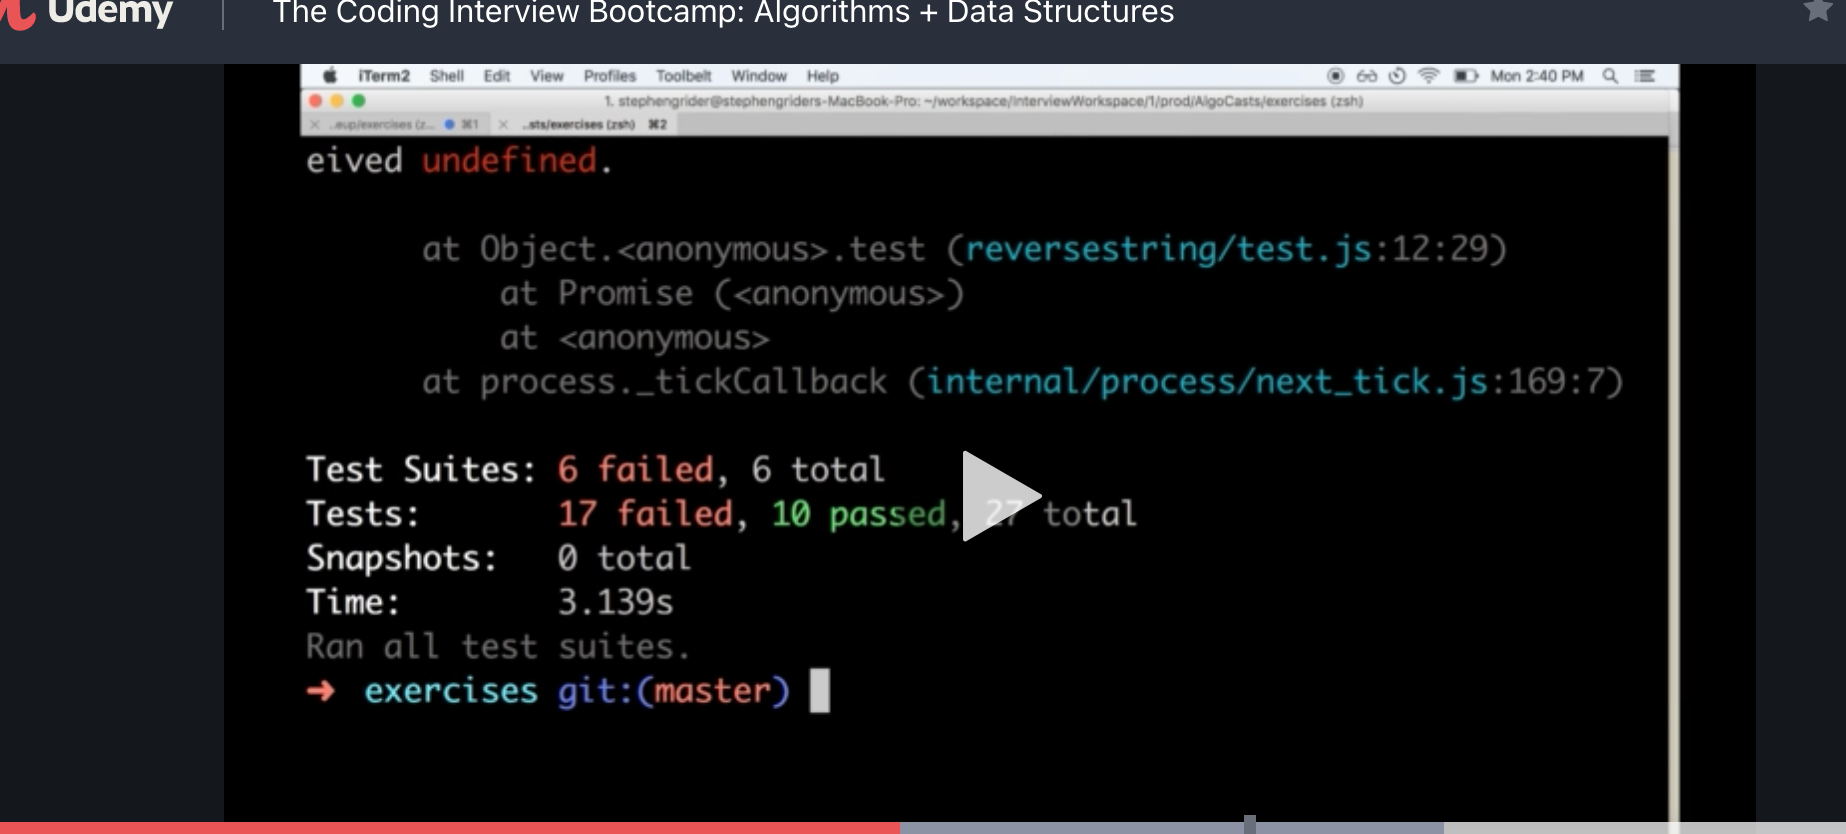 Udemy The Coding Interview Bootcamp: Algorithms + Data Structures
iTerm2 Shell Edit View Profiles Toolbelt Window Help Mon 2:40 PM
1. stephengrider@stephengriders-MacBook-Pro: ~/workspace/InterviewWorkspace/1/prod/AlgoCasts/exercises (zsh)
..eup/exercises (z... ⌘1 ..sts/exercises (zsh) ⌘2
eived undefined.
at Object.<anonymous>.test (reversestring/test.js:12:29)
at Promise (<anonymous>)
at <anonymous>
at process._tickCallback (internal/process/next_tick.js:169:7)
Test Suites: 6 failed, 6 total
Tests: 17 failed, 10 passed, 27 total
Snapshots: 0 total
Time: 3.139s
Ran all test suites.
➜ exercises git:(master)